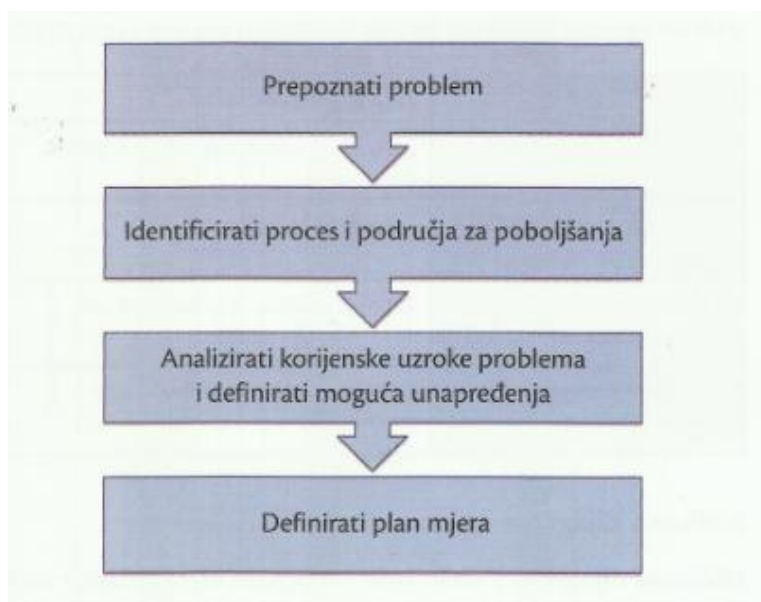 Prepoznati problem
Identificirati proces i područja za poboljšanja
Analizirati korijenske uzroke problema
i definirati moguća unapređenja
Definirati plan mjera